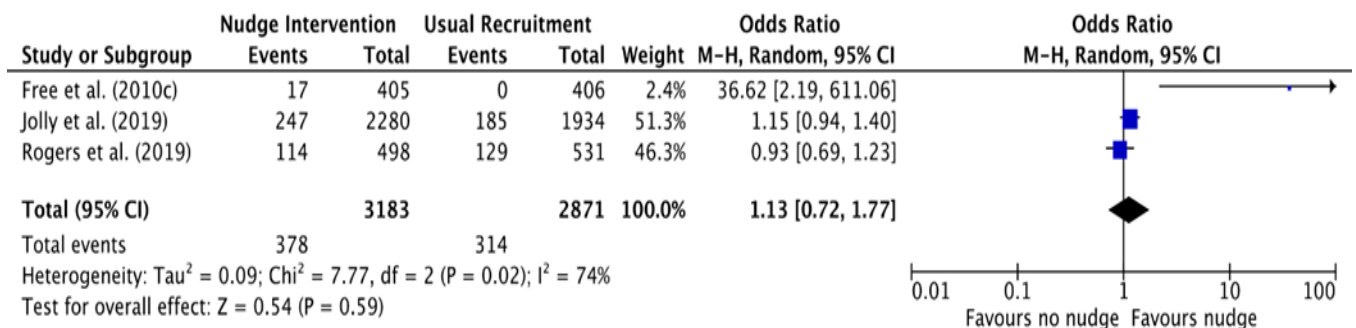 Nudge Intervention Usual Recruitment Odds Ratio Odds Ratio
Study or Subgroup Events Total Events Total Weight M-H, Random, 95% CI M-H, Random, 95% CI
Free et al. (2010c) 17 405 0 406 2.4% 36.62 [2.19, 611.06]
Jolly et al. (2019) 247 2280 185 1934 51.3% 1.15 [0.94, 1.40]
Rogers et al. (2019) 114 498 129 531 46.3% 0.93 [0.69, 1.23]
Total (95% CI) 3183 2871 100.0% 1.13 [0.72, 1.77]
Total events 378 314
Heterogeneity: Tau² = 0.09; Chi² = 7.77, df = 2 (P = 0.02); I² = 74%
Test for overall effect: Z = 0.54 (P = 0.59)
0.01 0.1 1 10 100
Favours no nudge Favours nudge